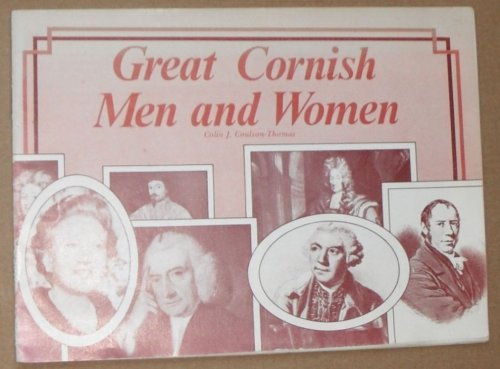 Great Cornish
Men and Women
Colin J. Coulson-Thomas